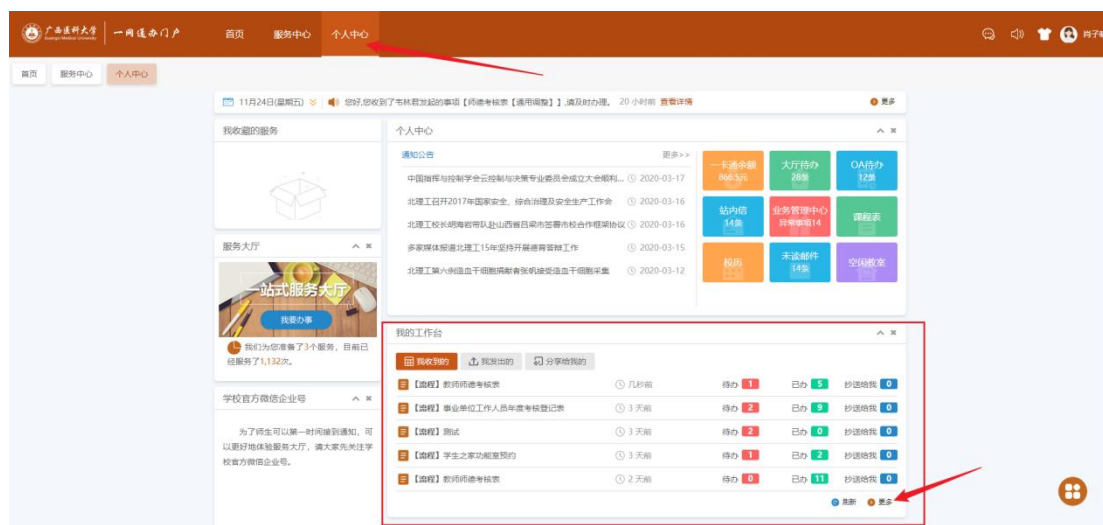 广西医科大学 一网通办门户 首页 服务中心 个人中心
首页 服务中心 个人中心
11月24日(星期五) 您好,您收到了韦林君发起的事项【师德考核表【通用调整】】,请及时办理。 20 小时前 查看详情 更多
我收藏的服务
个人中心
通知公告 更多>>
中国指挥与控制学会云控制与决策专业委员会成立大会顺利... 2020-03-17
北理工召开2017年国家安全、综合治理及安全生产工作会 2020-03-16
北理工校长胡海岩带队赴山西省吕梁市签署市校合作框架协议 2020-03-16
多家媒体报道北理工15年坚持开展德育答辩工作 2020-03-15
北理工第六例造血干细胞捐献者张帆接受造血干细胞采集 2020-03-12
一卡通余额
866.5元
大厅待办
28条
OA待办
12条
站内信
14条
业务管理中心
异常事项14
课程表
校历
未读邮件
14条
空闲教室
服务大厅
一站式服务大厅
我要办事
我们为您准备了3个服务，目前已
经服务了1,132次。
学校官方微信企业号
为了师生可以第一时间接到通知，可
以更好地体验服务大厅，请大家先关注学
校官方微信企业号。
我的工作台
我收到的 我发出的 分享给我的
【流程】教师师德考核表 几秒前 待办 1 已办 5 抄送给我 0
【流程】事业单位工作人员年度考核登记表 3 天前 待办 2 已办 9 抄送给我 0
【流程】测试 3 天前 待办 2 已办 0 抄送给我 0
【流程】学生之家功能室预约 3 天前 待办 1 已办 2 抄送给我 0
【流程】教师师德考核表 2 天前 待办 0 已办 11 抄送给我 0
刷新 更多